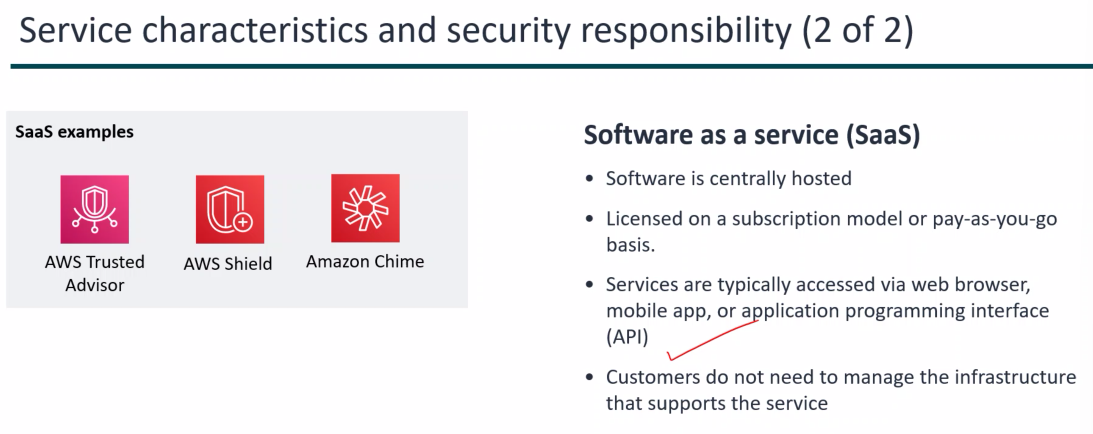 Service characteristics and security responsibility (2 of 2)
SaaS examples
AWS Trusted
Advisor
AWS Shield
Amazon Chime
Software as a service (SaaS)
• Software is centrally hosted
• Licensed on a subscription model or pay-as-you-go
basis.
• Services are typically accessed via web browser,
mobile app, or application programming interface
(API)
• Customers do not need to manage the infrastructure
that supports the service